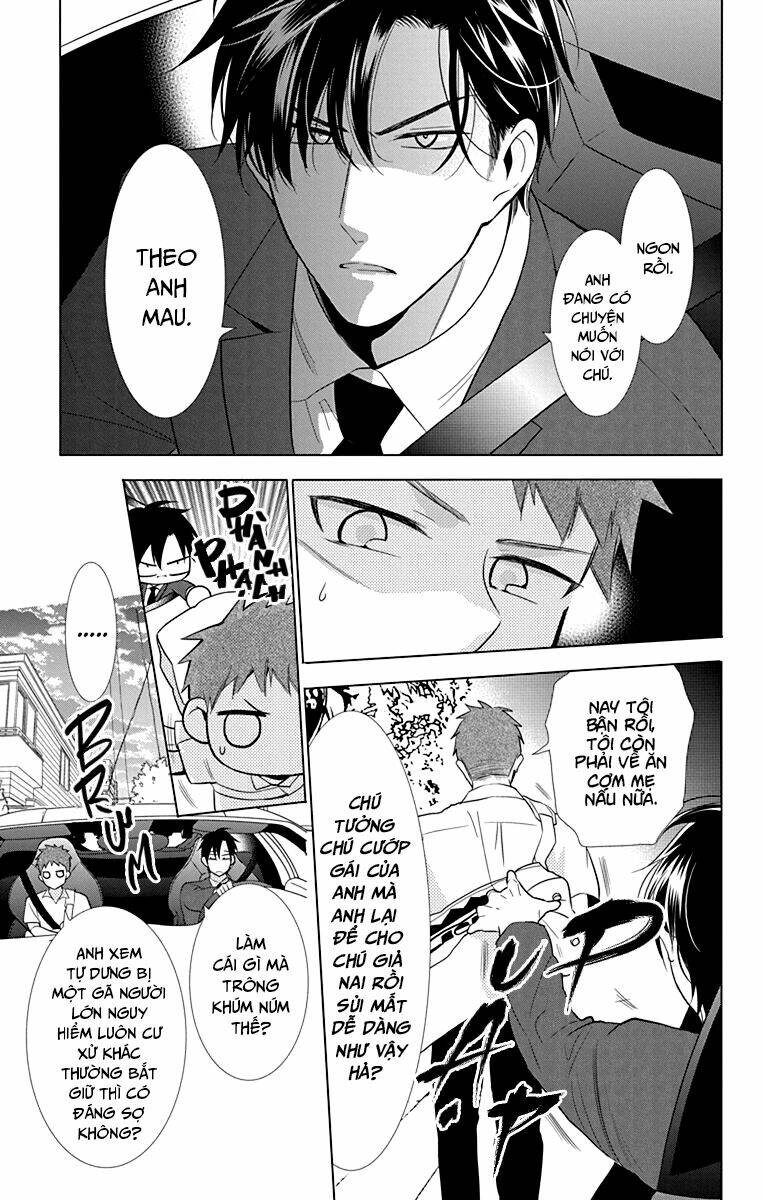 NGON
RỒI.
ANH
ĐANG CÓ
CHUYỆN
MUỐN
NÓI VỚI
CHÚ.
THEO
ANH
MAU.
PHÀNH
PHẠCH
.....
NAY TÔI
BẬN RỒI,
TÔI CÒN
PHẢI VỀ ĂN
CƠM MẸ
NẤU NỮA.
CHÚ
TƯỞNG
CHÚ CƯỚP
GÁI CỦA
ANH MÀ
ANH LẠI
ĐỂ CHO
CHÚ GIẢ
NAI RỒI
SỦI MẤT
DỄ DÀNG
NHƯ VẬY
HẢ?
BRUM
LÀM
CÁI GÌ MÀ
TRÔNG
KHÚM NÚM
THẾ?
ANH XEM
TỰ DƯNG BỊ
MỘT GÃ NGƯỜI
LỚN NGUY
HIỂM LUÔN CƯ
XỬ KHÁC
THƯỜNG BẮT
GIỮ THÌ CÓ
ĐÁNG SỢ
KHÔNG?